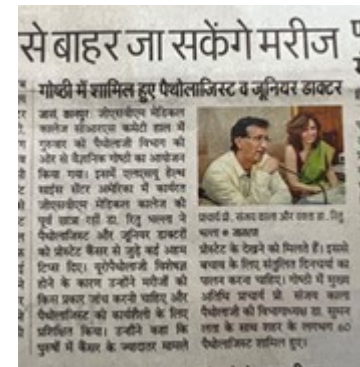 से बाहर जा सकेंगे मरीज
गोष्ठी में शामिल हुए पैथोलाजिस्ट व जूनियर डाक्टर
जासं, कानपुर: जीएसवीएम मेडिकल
कालेज सीआरएस कमेटी हाल में
गुरुवार को पैथोलाजी विभाग की
ओर से वैज्ञानिक गोष्ठी का आयोजन
किया गया। इसमें एलएसयू हेल्थ
साइंस सेंटर अमेरिका में कार्यरत
जीएसवीएम मेडिकल कालेज की
पूर्व छात्रा रहीं डा. रितु भल्ला ने
पैथोलाजिस्ट और जूनियर डाक्टरों
को प्रोस्टेट कैंसर से जुड़े कई अहम
टिप्स दिए। यूरोपैथोलाजी विशेषज्ञ
होने के कारण उन्होंने मरीजों की
किस प्रकार जांच करनी चाहिए और
पैथोलाजिस्ट को कार्यशैली के लिए
प्रशिक्षित किया। उन्होंने कहा कि
पुरुषों में कैंसर के ज्यादातर मामले
प्राचार्य प्रो. संजय काला और वक्ता डा. रितु
भल्ला ● जागरण
प्रोस्टेट के देखने को मिलते हैं। इससे
बचाव के लिए संतुलित दिनचर्या का
पालन करना चाहिए। गोष्ठी में मुख्य
अतिथि प्राचार्य प्रो. संजय काला
पैथोलाजी की विभागाध्यक्ष डा. सुमन
लता के साथ शहर के लगभग 60
पैथोलाजिस्ट शामिल हुए।